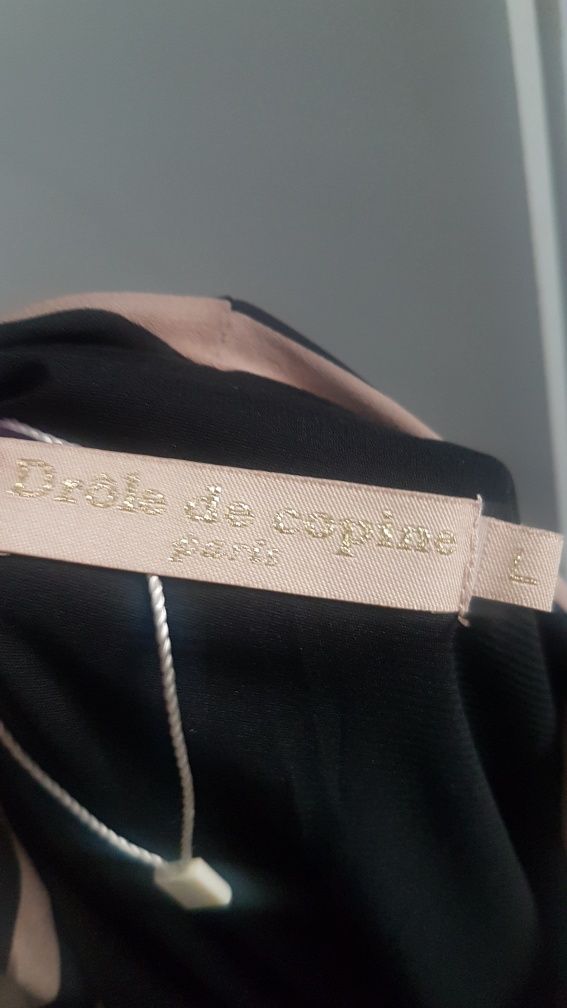 Drôle de copine
paris
L